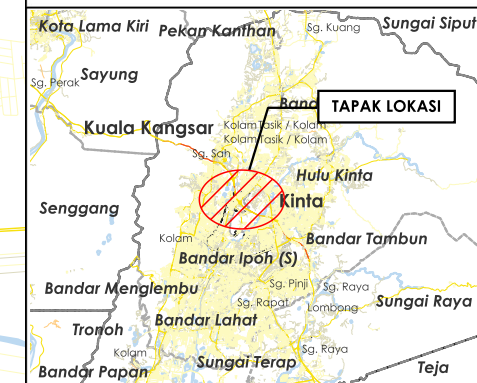 Kota Lama Kiri
Pekan Kanthan
Sg. Kuang
Sungai Siput
Sg. Perak
Sayung
Band
TAPAK LOKASI
Kuala Kangsar
Kolam Tasik / Kolam
Kolam Tasik / Kolam
Sg. Sah
Hulu Kinta
Kinta
Senggang
Kolam
Bandar Tambun
Bandar Ipoh (S)
Bandar Menglembu
Sg. Pinji
Sg. Raya
Sg. Rapat
Lombong
Sungai Raya
Tronoh
Bandar Lahat
Kolam
Sungai Terap
Sg. Raya
Teja
Bandar Papan